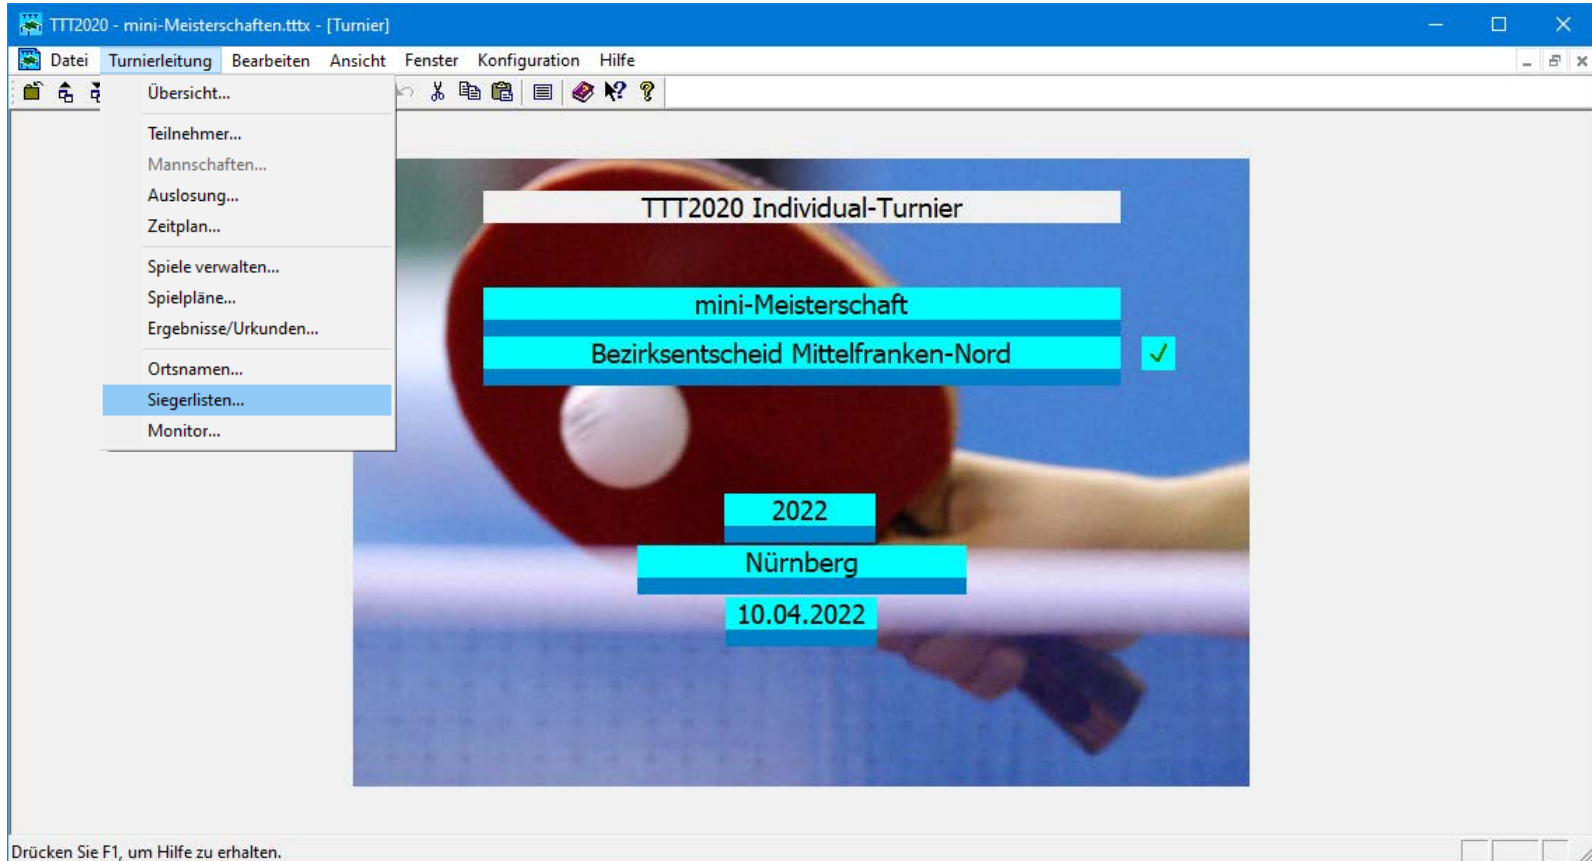 TTT2020 - mini-Meisterschaften.tttx - [Turnier]
Datei Turnierleitung Bearbeiten Ansicht Fenster Konfiguration Hilfe
Übersicht...
Teilnehmer...
Mannschaften...
Auslosung...
Zeitplan...
Spiele verwalten...
Spielpläne...
Ergebnisse/Urkunden...
Ortsnamen...
Siegerlisten...
Monitor...
TTT2020 Individual-Turnier
mini-Meisterschaft
Bezirksentscheid Mittelfranken-Nord
2022
Nürnberg
10.04.2022
Drücken Sie F1, um Hilfe zu erhalten.